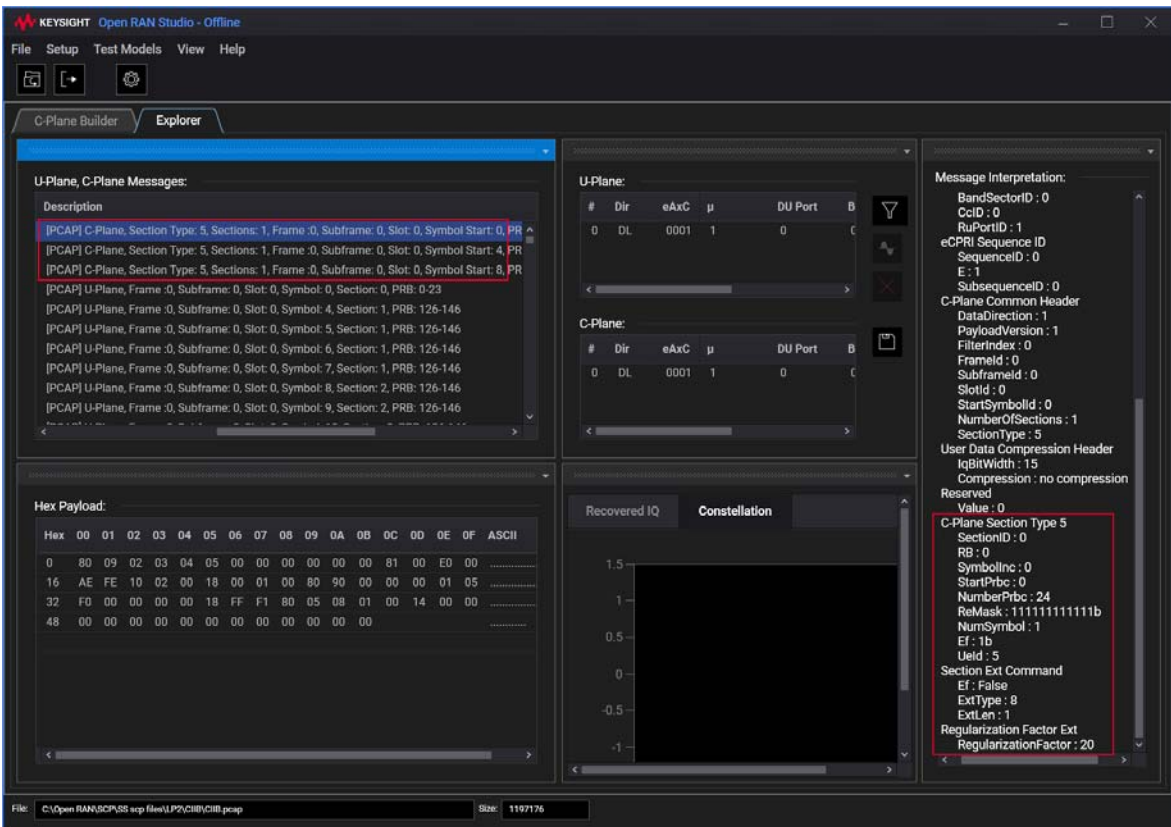 KEYSIGHT Open RAN Studio - Offline
File Setup Test Models View Help
C-Plane Builder Explorer
U-Plane, C-Plane Messages:
Description
[PCAP] C-Plane, Section Type: 5, Sections: 1, Frame :0, Subframe: 0, Slot: 0, Symbol Start: 0, PR
[PCAP] C-Plane, Section Type: 5, Sections: 1, Frame :0, Subframe: 0, Slot: 0, Symbol Start: 4, PR
[PCAP] C-Plane, Section Type: 5, Sections: 1, Frame :0, Subframe: 0, Slot: 0, Symbol Start: 8, PR
[PCAP] U-Plane, Frame :0, Subframe: 0, Slot: 0, Symbol: 0, Section: 0, PRB: 0-23
[PCAP] U-Plane, Frame :0, Subframe: 0, Slot: 0, Symbol: 4, Section: 1, PRB: 126-146
[PCAP] U-Plane, Frame :0, Subframe: 0, Slot: 0, Symbol: 5, Section: 1, PRB: 126-146
[PCAP] U-Plane, Frame :0, Subframe: 0, Slot: 0, Symbol: 6, Section: 1, PRB: 126-146
[PCAP] U-Plane, Frame :0, Subframe: 0, Slot: 0, Symbol: 7, Section: 1, PRB: 126-146
[PCAP] U-Plane, Frame :0, Subframe: 0, Slot: 0, Symbol: 8, Section: 2, PRB: 126-146
[PCAP] U-Plane, Frame :0, Subframe: 0, Slot: 0, Symbol: 9, Section: 2, PRB: 126-146
U-Plane:
# Dir eAxC μ DU Port B
0 DL 0001 1 0
C-Plane:
# Dir eAxC μ DU Port B
0 DL 0001 1 0
Message Interpretation:
BandSectorID : 0
CcID : 0
RuPortID : 1
eCPRI Sequence ID
SequenceID : 0
E : 1
SubsequenceID : 0
C-Plane Common Header
DataDirection : 1
PayloadVersion : 1
FilterIndex : 0
FrameId : 0
SubframeId : 0
SlotId : 0
StartSymbolId : 0
NumberOfSections : 1
SectionType : 5
User Data Compression Header
IqBitWidth : 15
Compression : no compression
Reserved
Value : 0
C-Plane Section Type 5
SectionID : 0
RB : 0
SymbolInc : 0
StartPrbc : 0
NumberPrbc : 24
ReMask : 111111111111b
NumSymbol : 1
Ef : 1b
UeId : 5
Section Ext Command
Ef : False
ExtType : 8
ExtLen : 1
Regularization Factor Ext
RegularizationFactor : 20
Hex Payload:
Hex 00 01 02 03 04 05 06 07 08 09 0A 0B 0C 0D 0E 0F ASCII
0 80 09 02 03 04 05 00 00 00 00 00 00 81 00 E0 00 ................
16 AE FE 10 02 00 18 00 01 00 80 90 00 00 00 01 05 ................
32 F0 00 00 00 00 18 FF F1 80 05 08 01 00 14 00 00 ................
48 00 00 00 00 00 00 00 00 00 00 00 00 ............
Recovered IQ Constellation
1.5
1
0.5
0
-0.5
-1
File: C:\Open RAN\SCP\SS scp files\LP2\CIIB\CIIB.pcap Size: 1197176